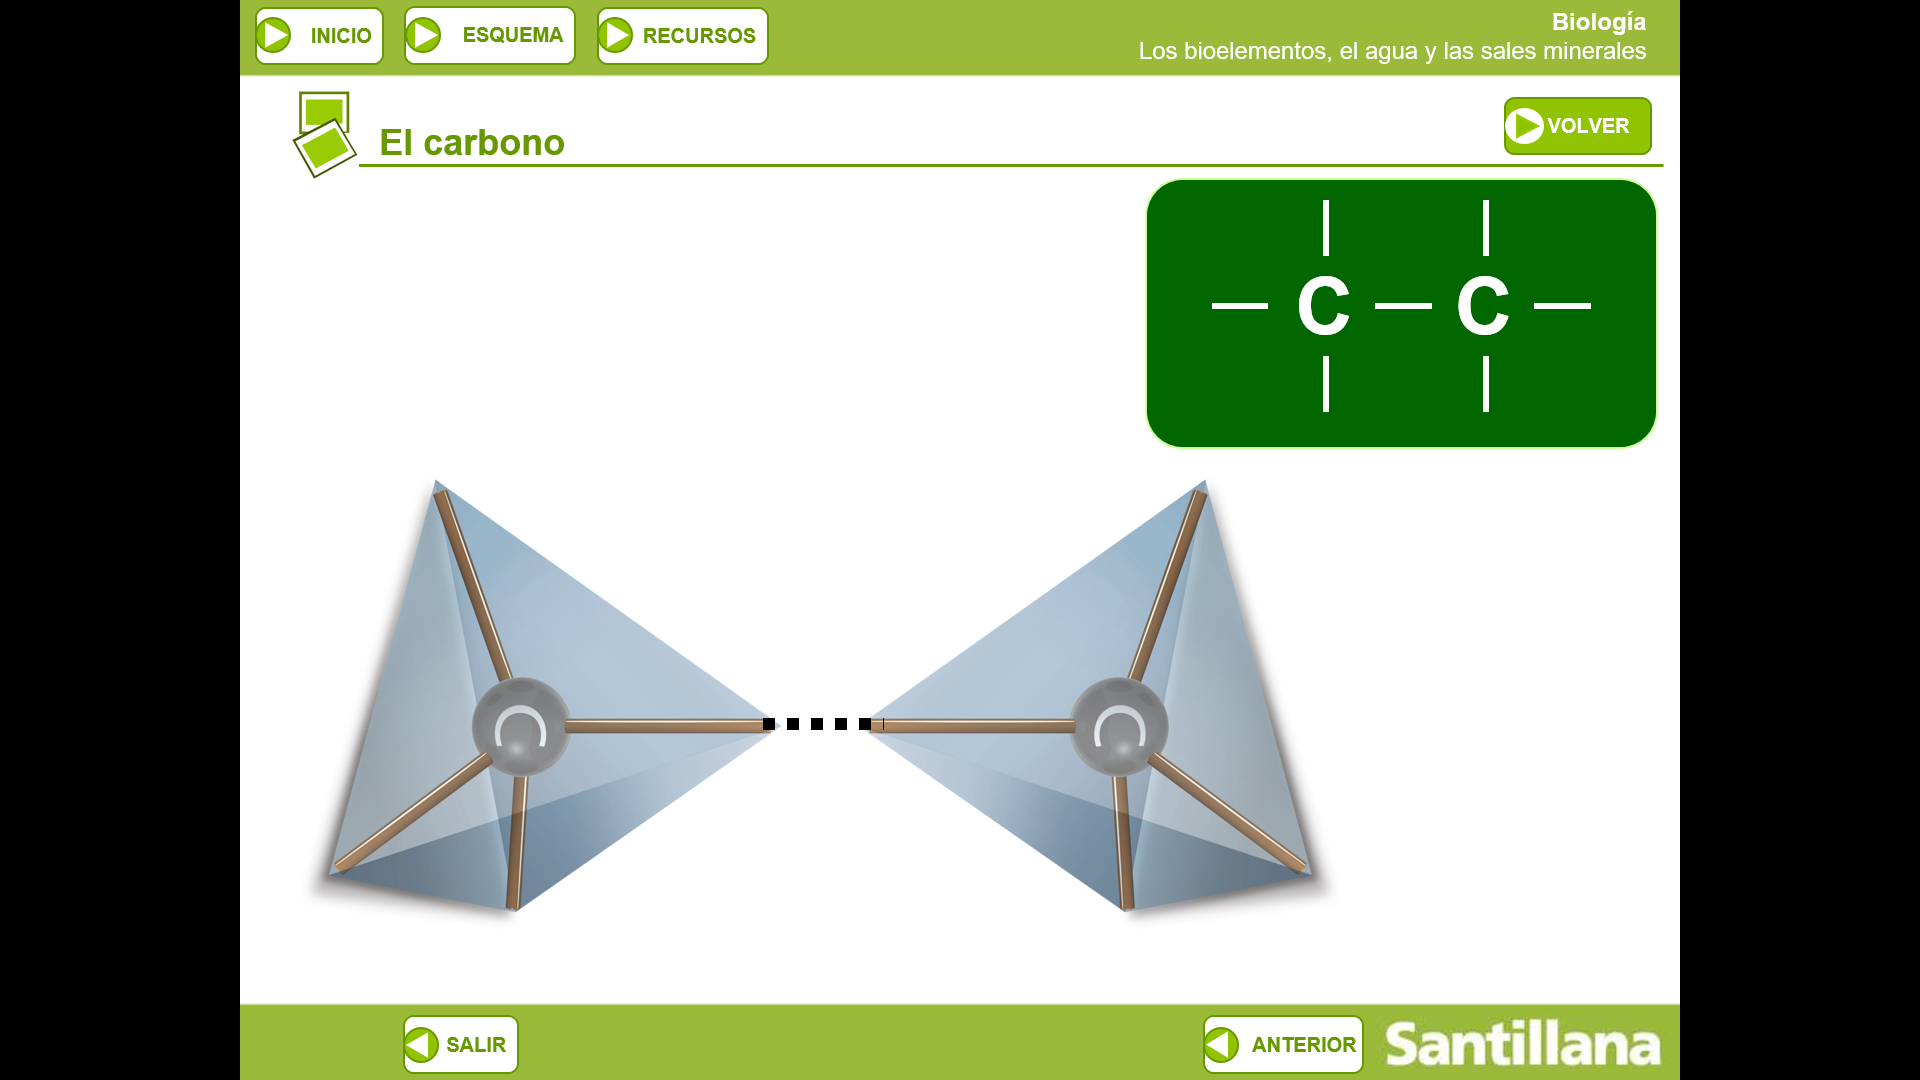 INICIO
ESQUEMA
RECURSOS
Biología
Los bioelementos, el agua y las sales minerales
El carbono
VOLVER
C C
C
C
SALIR
ANTERIOR
Santillana